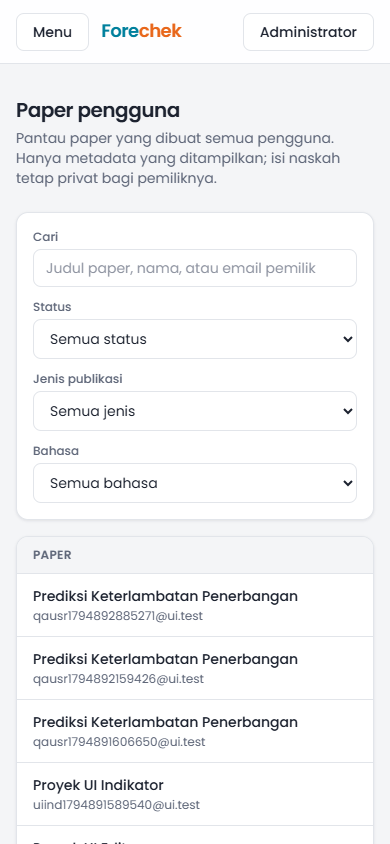 Menu
Forechek
Administrator
Paper pengguna
Pantau paper yang dibuat semua pengguna.
Hanya metadata yang ditampilkan; isi naskah
tetap privat bagi pemiliknya.
Cari
Judul paper, nama, atau email pemilik
Status
Semua status
Jenis publikasi
Semua jenis
Bahasa
Semua bahasa
PAPER
Prediksi Keterlambatan Penerbangan
qausr1794892885271@ui.test
Prediksi Keterlambatan Penerbangan
qausr1794892159426@ui.test
Prediksi Keterlambatan Penerbangan
qausr1794891606650@ui.test
Proyek UI Indikator
uiind1794891589540@ui.test